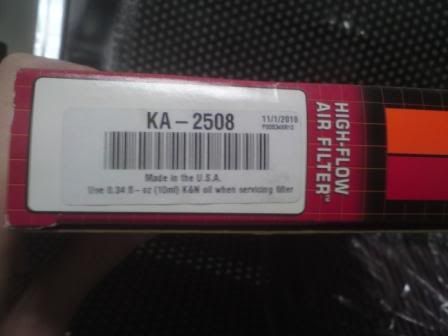 KA-2508
11/1/2010
Made in the U.S.A.
Use 0.34 fl-oz (10ml) K&N oil when servicing filter
HIGH-FLOW
AIR FILTER™